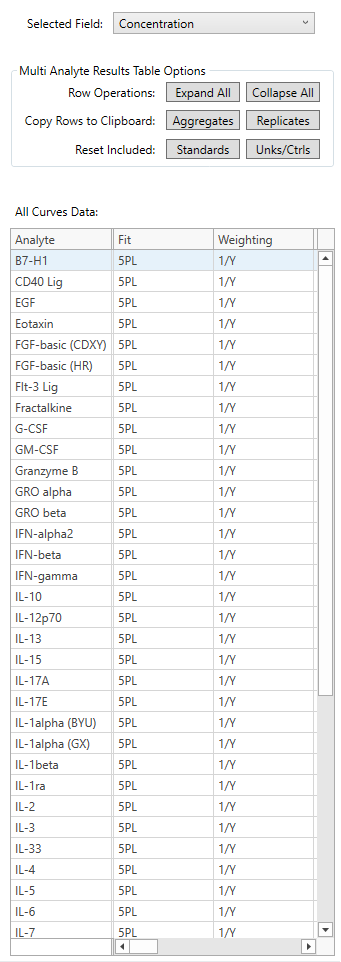 Selected Field: Concentration
Multi Analyte Results Table Options
Row Operations: Expand All Collapse All
Copy Rows to Clipboard: Aggregates Replicates
Reset Included: Standards Unks/Ctrls
All Curves Data:
Analyte Fit Weighting
B7-H1 5PL 1/Y
CD40 Lig 5PL 1/Y
EGF 5PL 1/Y
Eotaxin 5PL 1/Y
FGF-basic (CDXY) 5PL 1/Y
FGF-basic (HR) 5PL 1/Y
Flt-3 Lig 5PL 1/Y
Fractalkine 5PL 1/Y
G-CSF 5PL 1/Y
GM-CSF 5PL 1/Y
Granzyme B 5PL 1/Y
GRO alpha 5PL 1/Y
GRO beta 5PL 1/Y
IFN-alpha2 5PL 1/Y
IFN-beta 5PL 1/Y
IFN-gamma 5PL 1/Y
IL-10 5PL 1/Y
IL-12p70 5PL 1/Y
IL-13 5PL 1/Y
IL-15 5PL 1/Y
IL-17A 5PL 1/Y
IL-17E 5PL 1/Y
IL-1alpha (BYU) 5PL 1/Y
IL-1alpha (GX) 5PL 1/Y
IL-1beta 5PL 1/Y
IL-1ra 5PL 1/Y
IL-2 5PL 1/Y
IL-3 5PL 1/Y
IL-33 5PL 1/Y
IL-4 5PL 1/Y
IL-5 5PL 1/Y
IL-6 5PL 1/Y
IL-7 5PL 1/Y